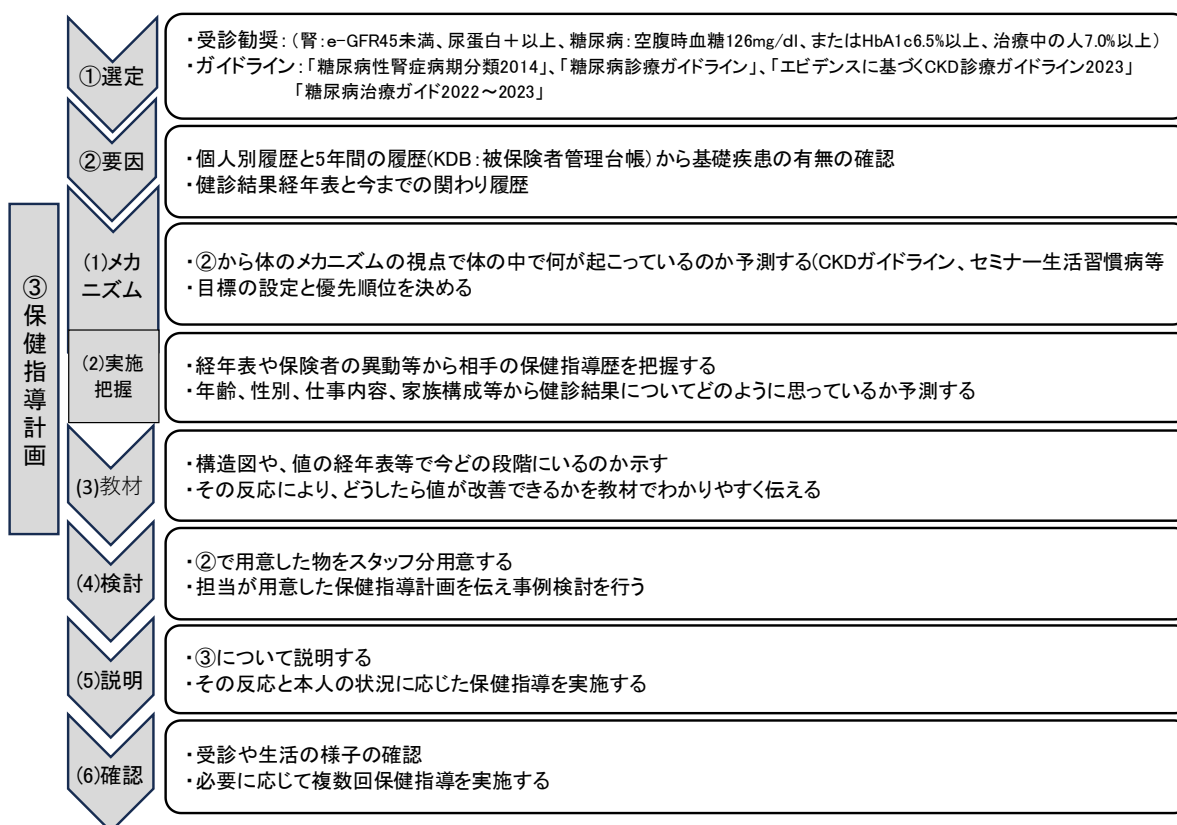 ①選定
・受診勧奨：（腎：e-GFR45未満、尿蛋白＋以上、糖尿病：空腹時血糖126mg/dl、またはHbA1c6.5%以上、治療中の人7.0%以上）
・ガイドライン：「糖尿病性腎症病期分類2014」、「糖尿病診療ガイドライン」、「エビデンスに基づくCKD診療ガイドライン2023」
「糖尿病治療ガイド2022～2023」
②要因
・個人別履歴と5年間の履歴(KDB：被保険者管理台帳)から基礎疾患の有無の確認
・健診結果経年表と今までの関わり履歴
③保健指導計画
(1)メカ
ニズム
・②から体のメカニズムの視点で体の中で何が起こっているのか予測する(CKDガイドライン、セミナー生活習慣病等
・目標の設定と優先順位を決める
(2)実施
把握
・経年表や保険者の異動等から相手の保健指導歴を把握する
・年齢、性別、仕事内容、家族構成等から健診結果についてどのように思っているか予測する
(3)教材
・構造図や、値の経年表等で今どの段階にいるのか示す
・その反応により、どうしたら値が改善できるかを教材でわかりやすく伝える
(4)検討
・②で用意した物をスタッフ分用意する
・担当が用意した保健指導計画を伝え事例検討を行う
(5)説明
・③について説明する
・その反応と本人の状況に応じた保健指導を実施する
(6)確認
・受診や生活の様子の確認
・必要に応じて複数回保健指導を実施する